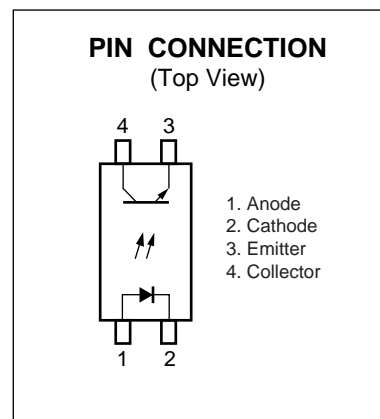 PIN CONNECTION
(Top View)
4 3
1. Anode
2. Cathode
3. Emitter
4. Collector
1 2